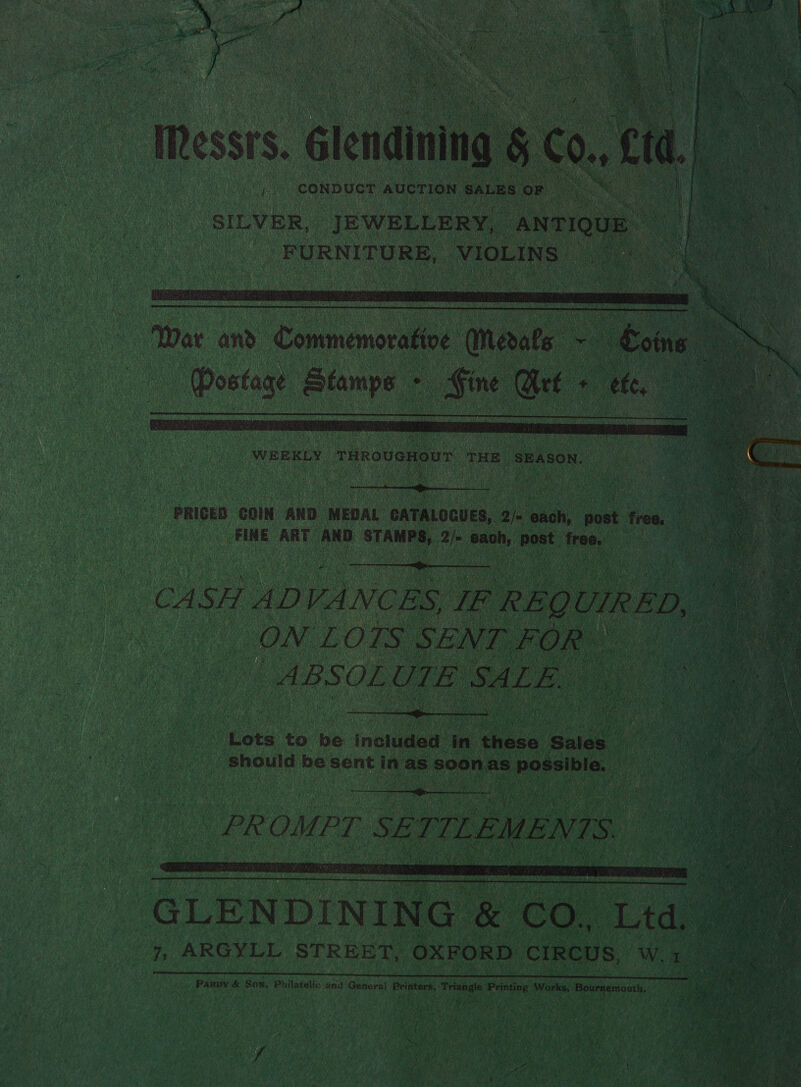 Messrs. Glendining & Co., Ltd.
CONDUCT AUCTION SALES OF
SILVER, JEWELLERY, ANTIQUE
FURNITURE, VIOLINS
War and Commemorative Medals ~ Coins
Postage Stamps • Fine Art • etc.
WEEKLY THROUGHOUT THE SEASON.
PRICED COIN AND MEDAL CATALOGUES, 2/- each, post free.
FINE ART AND STAMPS, 2/- each, post free.
CASH ADVANCES, IF REQUIRED,
ON LOTS SENT FOR
ABSOLUTE SALE.
Lots to be included in these Sales
should be sent in as soon as possible.
PROMPT SETTLEMENTS.
GLENDINING & CO., Ltd.
7, ARGYLL STREET, OXFORD CIRCUS, W. 1
& Son, Philatelic and General Printers, Triangle Printing Works, Bournemouth.